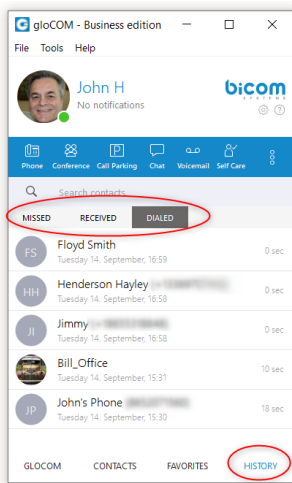 gloCOM - Business edition
File Tools Help
John H
No notifications
bicom
SYSTEMS
Phone Conference Call Parking Chat Voicemail Self Care
Search contacts
MISSED RECEIVED DIALED
FS Floyd Smith 0 sec
Tuesday 14. September, 16:59
HH Henderson Hayley 0 sec
Tuesday 14. September, 16:58
JI Jimmy 0 sec
Tuesday 14. September, 16:58
Bill_Office 10 sec
Tuesday 14. September, 15:31
JP John's Phone 18 sec
Tuesday 14. September, 15:30
GLOCOM CONTACTS FAVORITES HISTORY